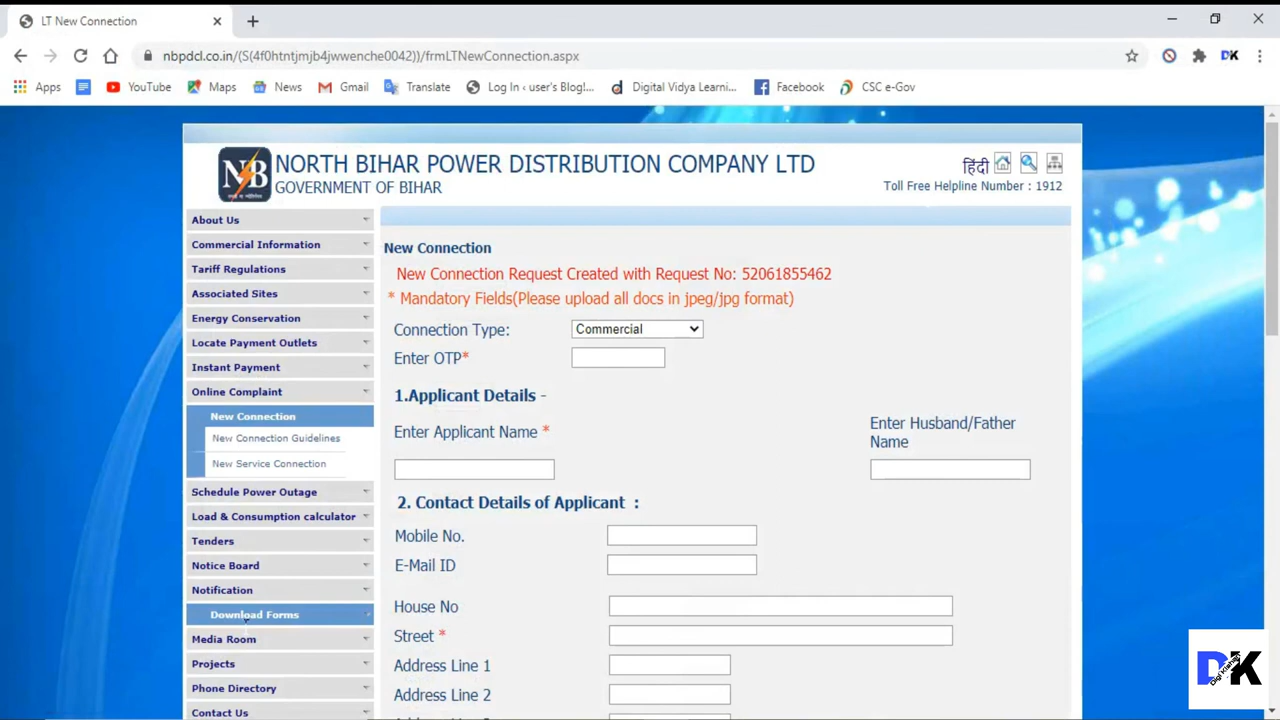 LT New Connection
nbpdcl.co.in/(S(4f0htntjmjb4jwwenche0042))/frmLTNewConnection.aspx
DK
Apps YouTube Maps News Gmail Translate Log In ‹ user's Blog!... Digital Vidya Learni... Facebook CSC e-Gov
NB
NORTH BIHAR POWER DISTRIBUTION COMPANY LTD
GOVERNMENT OF BIHAR
हिंदी
Toll Free Helpline Number : 1912
About Us
Commercial Information
Tariff Regulations
Associated Sites
Energy Conservation
Locate Payment Outlets
Instant Payment
Online Complaint
New Connection
New Connection Guidelines
New Service Connection
Schedule Power Outage
Load & Consumption calculator
Tenders
Notice Board
Notification
Download Forms
Media Room
Projects
Phone Directory
Contact Us
New Connection
New Connection Request Created with Request No: 52061855462
* Mandatory Fields(Please upload all docs in jpeg/jpg format)
Connection Type: Commercial
Enter OTP*
1.Applicant Details -
Enter Applicant Name *
Enter Husband/Father
Name
2. Contact Details of Applicant :
Mobile No.
E-Mail ID
House No
Street *
Address Line 1
Address Line 2
DK
Digi Kishan